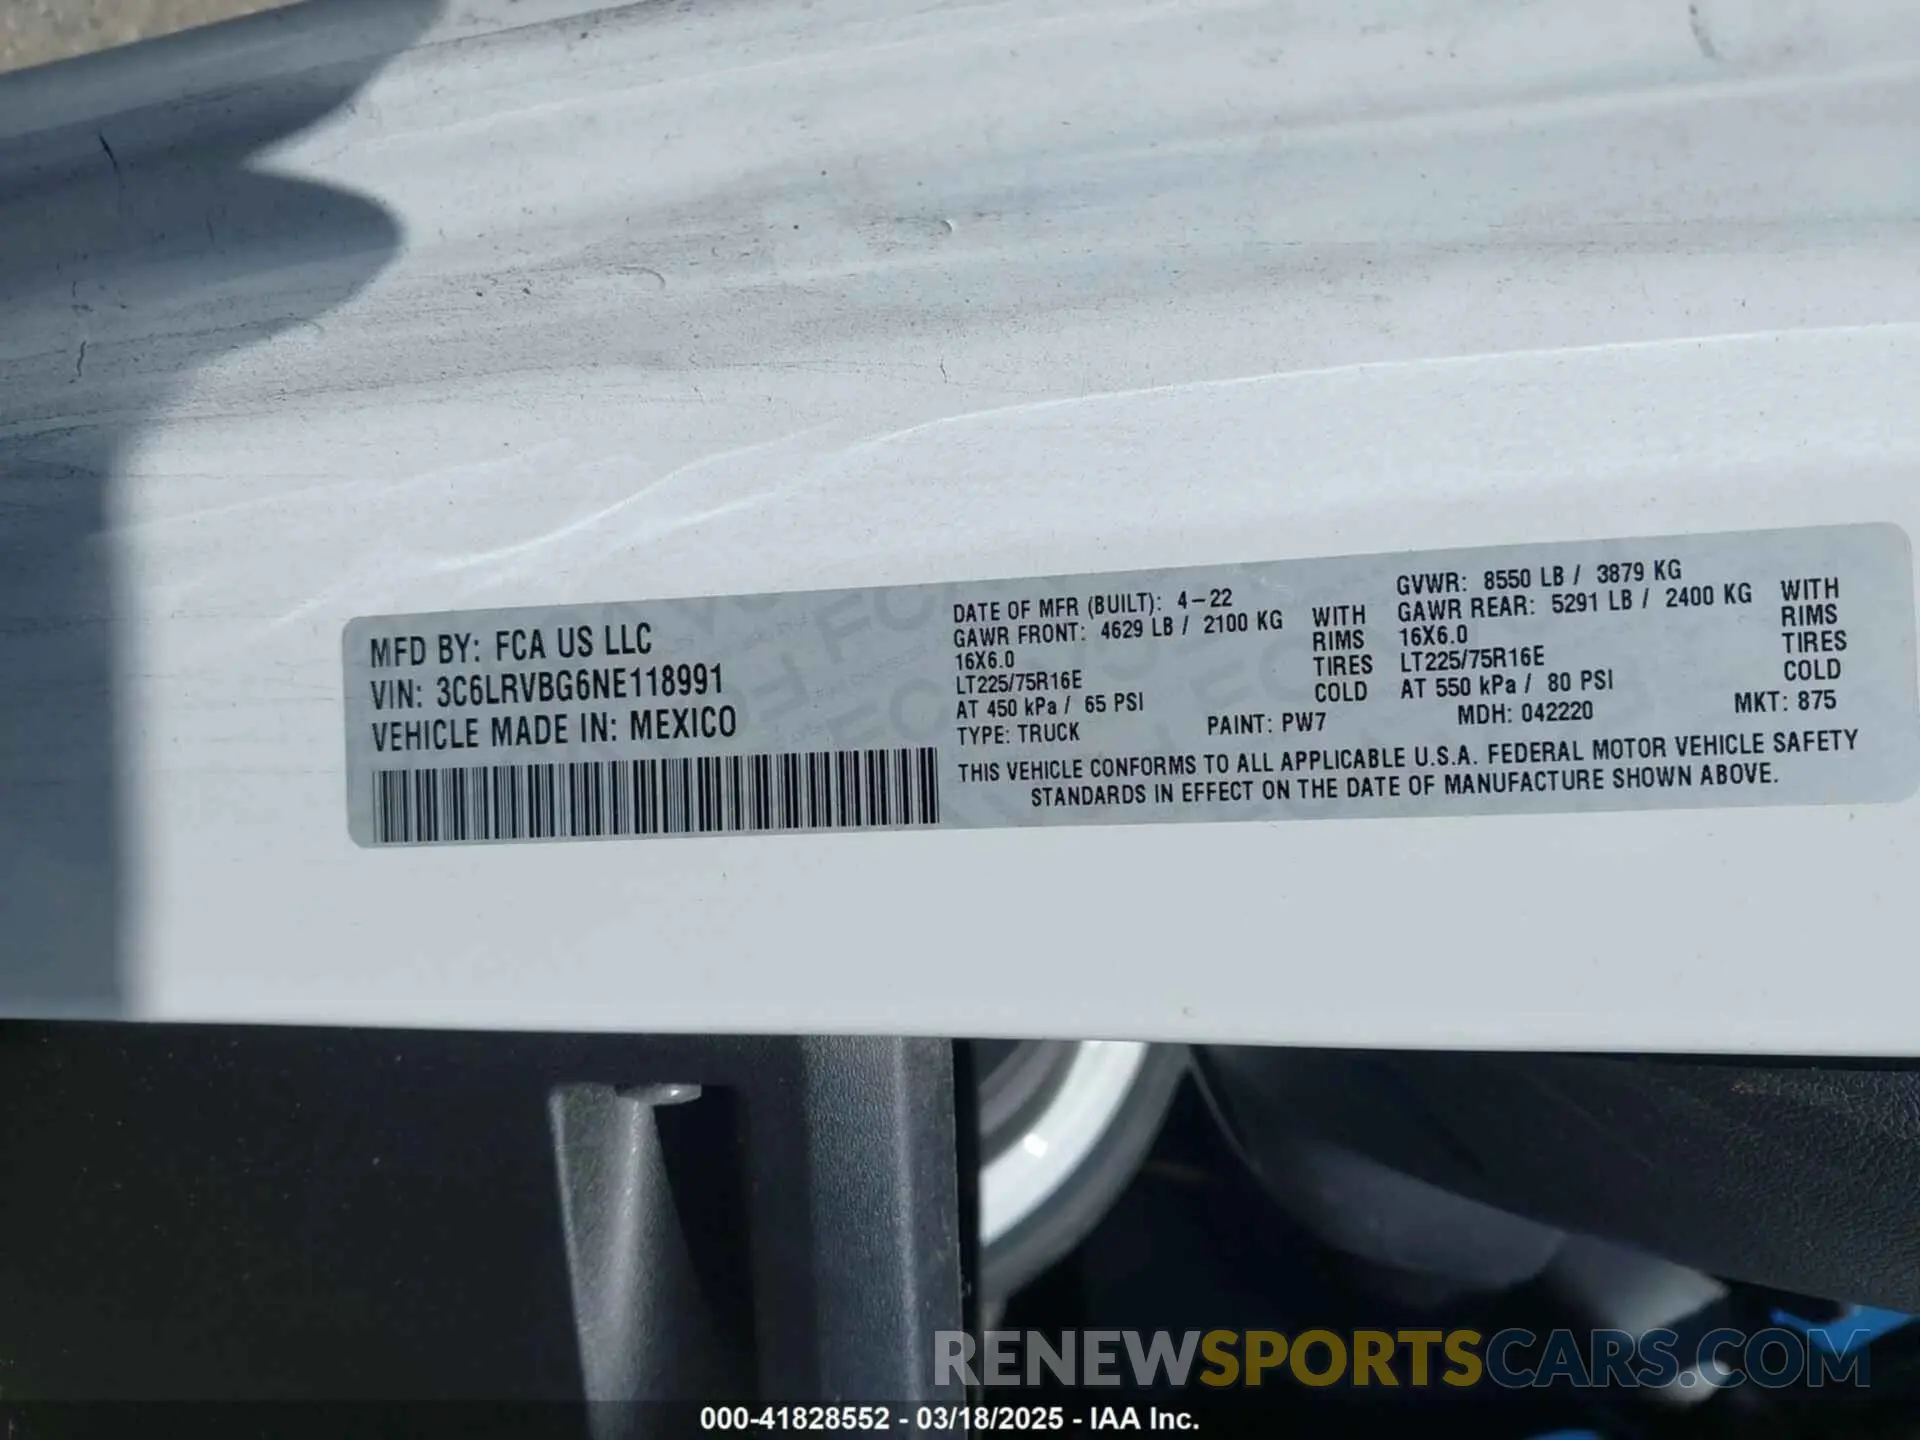 MFD BY: FCA US LLC
VIN: 3C6LRVBG6NE118991
VEHICLE MADE IN: MEXICO
DATE OF MFR (BUILT): 4-22
GAWR FRONT: 4629 LB / 2100 KG WITH
16X6.0 RIMS
LT225/75R16E TIRES
AT 450 kPa / 65 PSI COLD
GVWR: 8550 LB / 3879 KG
GAWR REAR: 5291 LB / 2400 KG WITH
16X6.0 RIMS
LT225/75R16E TIRES
AT 550 kPa / 80 PSI COLD
TYPE: TRUCK PAINT: PW7 MDH: 042220 MKT: 875
THIS VEHICLE CONFORMS TO ALL APPLICABLE U.S.A. FEDERAL MOTOR VEHICLE SAFETY
STANDARDS IN EFFECT ON THE DATE OF MANUFACTURE SHOWN ABOVE.
RENEWSPORTSCARS.COM
000-41828552 - 03/18/2025 - IAA Inc.